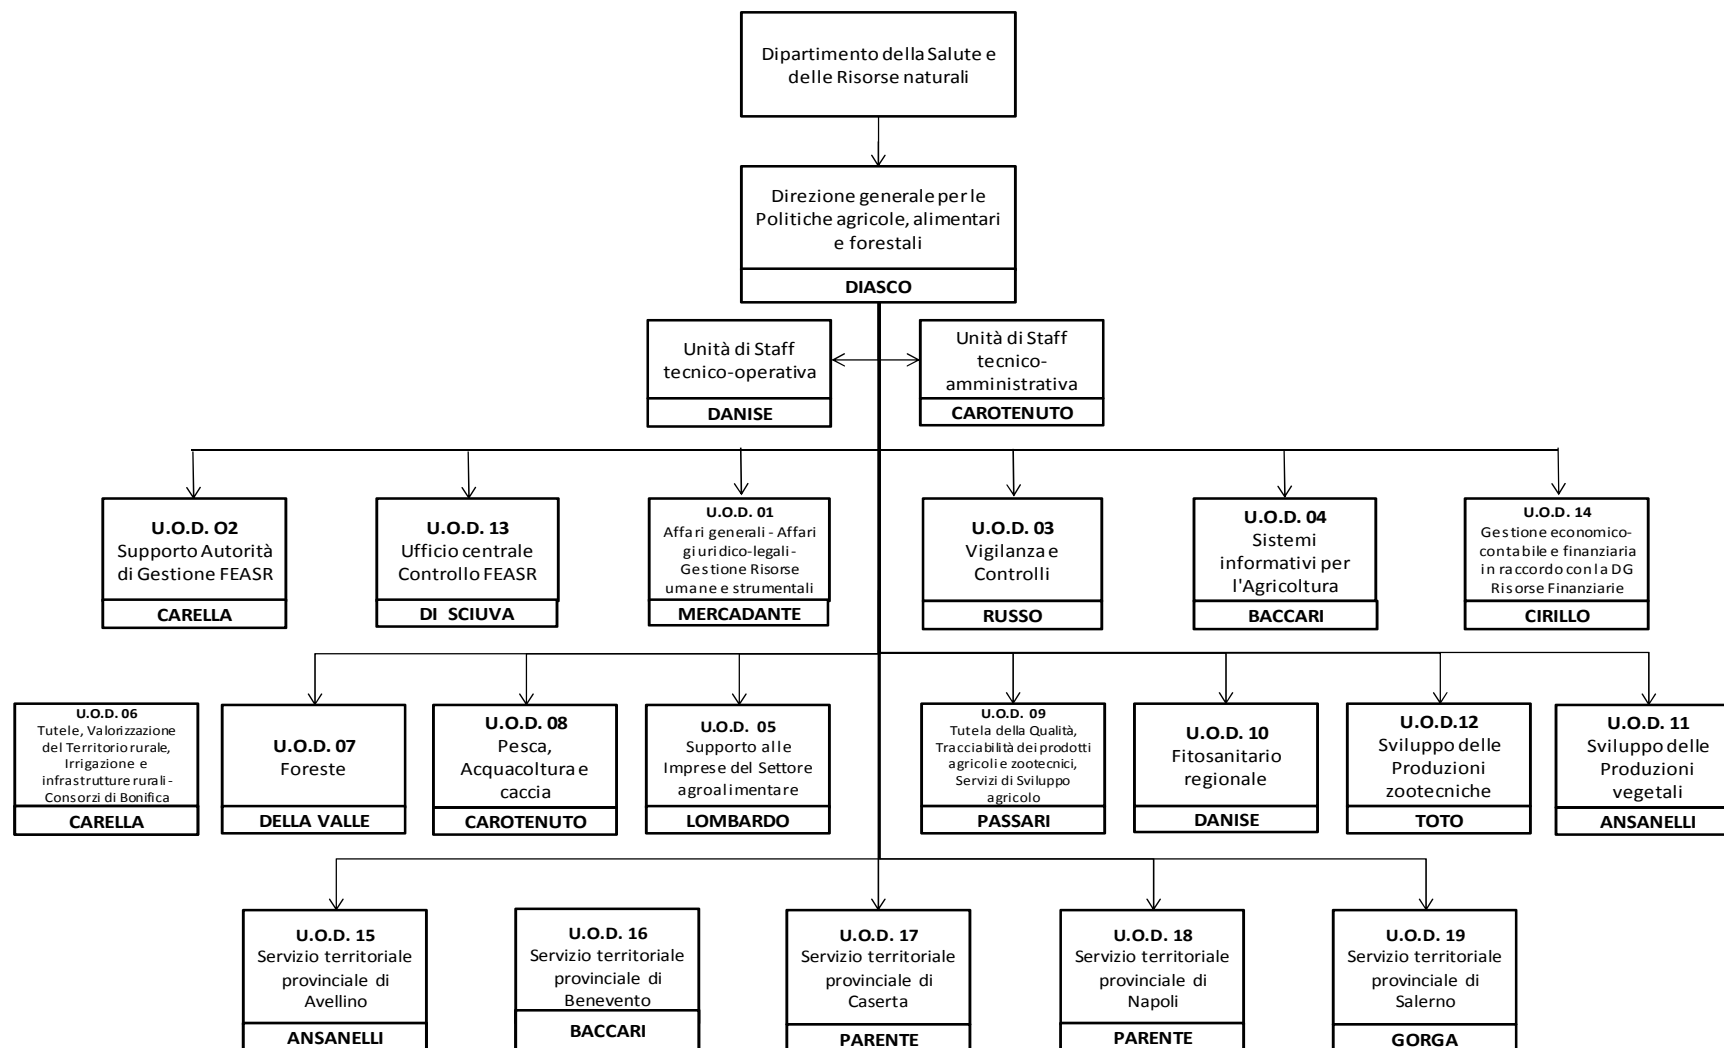 Dipartimento della Salute e
delle Risorse naturali
Direzione generale per le
Politiche agricole, alimentari
e forestali
DIASCO
Unità di Staff
tecnico-operativa
DANISE
Unità di Staff
tecnico-
amministrativa
CAROTENUTO
U.O.D. O2
Supporto Autorità
di Gestione FEASR
CARELLA
U.O.D. 13
Ufficio centrale
Controllo FEASR
DI SCIUVA
U.O.D. 01
Affari generali - Affari
giuridico-legali -
Gestione Risorse
umane e strumentali
MERCADANTE
U.O.D. 03
Vigilanza e
Controlli
RUSSO
U.O.D. 04
Sistemi
informativi per
l'Agricoltura
BACCARI
U.O.D. 14
Gestione economico-
contabile e finanziaria
in raccordo con la DG
Risorse Finanziarie
CIRILLO
U.O.D. 06
Tutele, Valorizzazione
del Territorio rurale,
Irrigazione e
infrastrutture rurali -
Consorzi di Bonifica
CARELLA
U.O.D. 07
Foreste
DELLA VALLE
U.O.D. 08
Pesca,
Acquacoltura e
caccia
CAROTENUTO
U.O.D. 05
Supporto alle
Imprese del Settore
agroalimentare
LOMBARDO
U.O.D. 09
Tutela della Qualità,
Tracciabilità dei prodotti
agricoli e zootecnici,
Servizi di Sviluppo
agricolo
PASSARI
U.O.D. 10
Fitosanitario
regionale
DANISE
U.O.D.12
Sviluppo delle
Produzioni
zootecniche
TOTO
U.O.D. 11
Sviluppo delle
Produzioni
vegetali
ANSANELLI
U.O.D. 15
Servizio territoriale
provinciale di
Avellino
ANSANELLI
U.O.D. 16
Servizio territoriale
provinciale di
Benevento
BACCARI
U.O.D. 17
Servizio territoriale
provinciale di
Caserta
PARENTE
U.O.D. 18
Servizio territoriale
provinciale di
Napoli
PARENTE
U.O.D. 19
Servizio territoriale
provinciale di
Salerno
GORGA